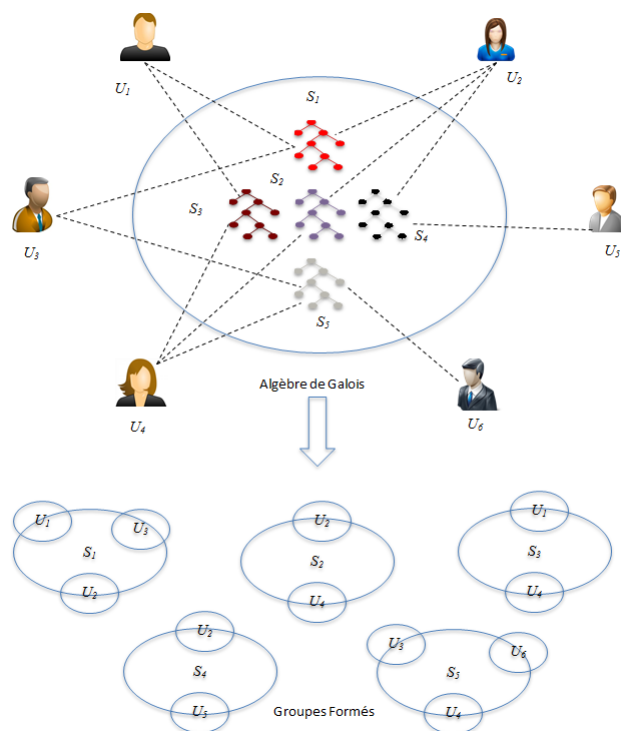 U1
U2
S1
S2
S3
S4
U3
U5
S5
Algèbre de Galois
U4
U6
U1
U3
S1
U2
U2
S2
U4
U1
S3
U4
U2
S4
U5
U3
U6
S5
U4
Groupes Formés